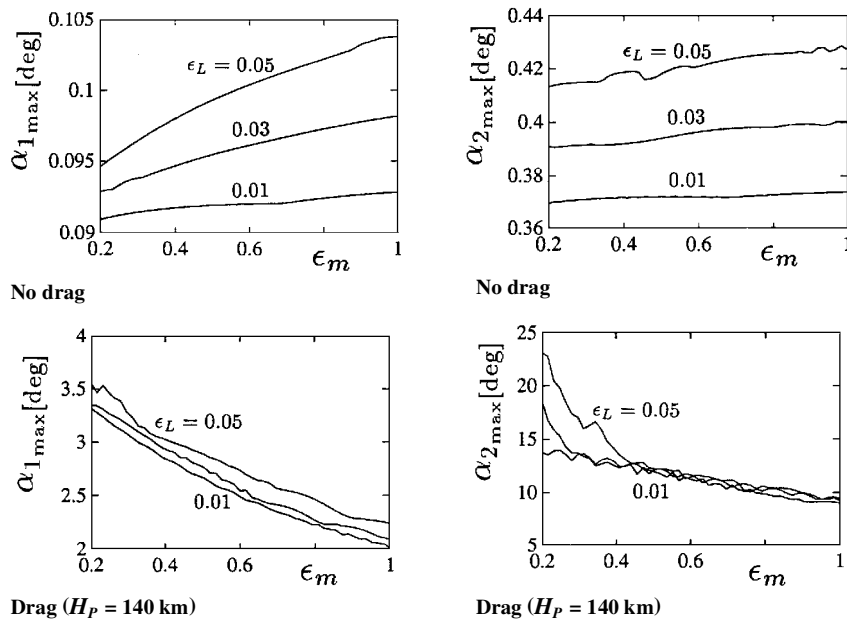 0.105
0.1
0.095
0.09
α1max[deg]
ϵL = 0.05
0.03
0.01
0.2 0.4 0.6 1
ϵm
No drag
0.44
0.42
0.4
0.38
0.36
α2max[deg]
ϵL = 0.05
0.03
0.01
0.2 0.4 0.6 1
ϵm
No drag
4
3.5
3
2.5
2
α1max[deg]
ϵL = 0.05
0.01
0.2 0.4 0.6 1
ϵm
Drag (HP = 140 km)
25
20
15
10
5
α2max[deg]
ϵL = 0.05
0.01
0.2 0.4 0.6 1
ϵm
Drag (HP = 140 km)